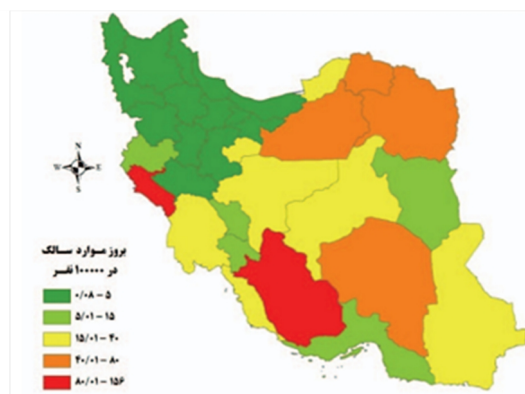 N
W E
S
بروز موارد سالک
در ۱۰۰۰۰۰ نفر
۰/۰۸ - ۵
۵/۰۱ - ۱۵
۱۵/۰۱ - ۴۰
۴۰/۰۱ - ۸۰
۸۰/۰۱ - ۱۵۶